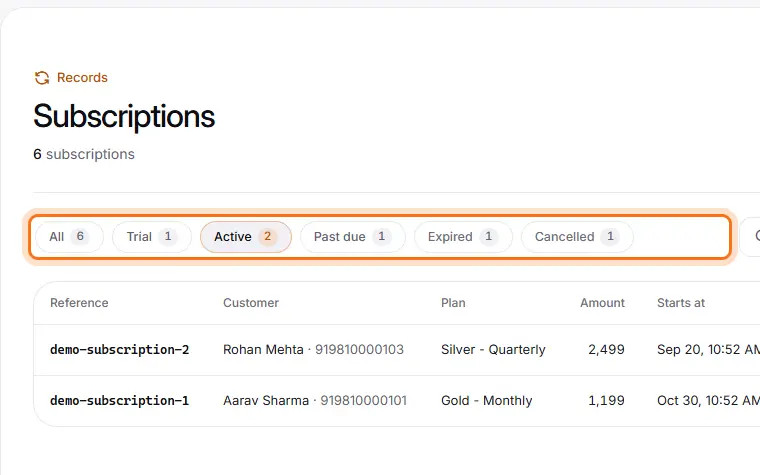 Records
Subscriptions
6 subscriptions
All 6 Trial 1 Active 2 Past due 1 Expired 1 Cancelled 1
Reference Customer Plan Amount Starts at
demo-subscription-2 Rohan Mehta · 919810000103 Silver - Quarterly 2,499 Sep 20, 10:52 AM
demo-subscription-1 Aarav Sharma · 919810000101 Gold - Monthly 1,199 Oct 30, 10:52 AM